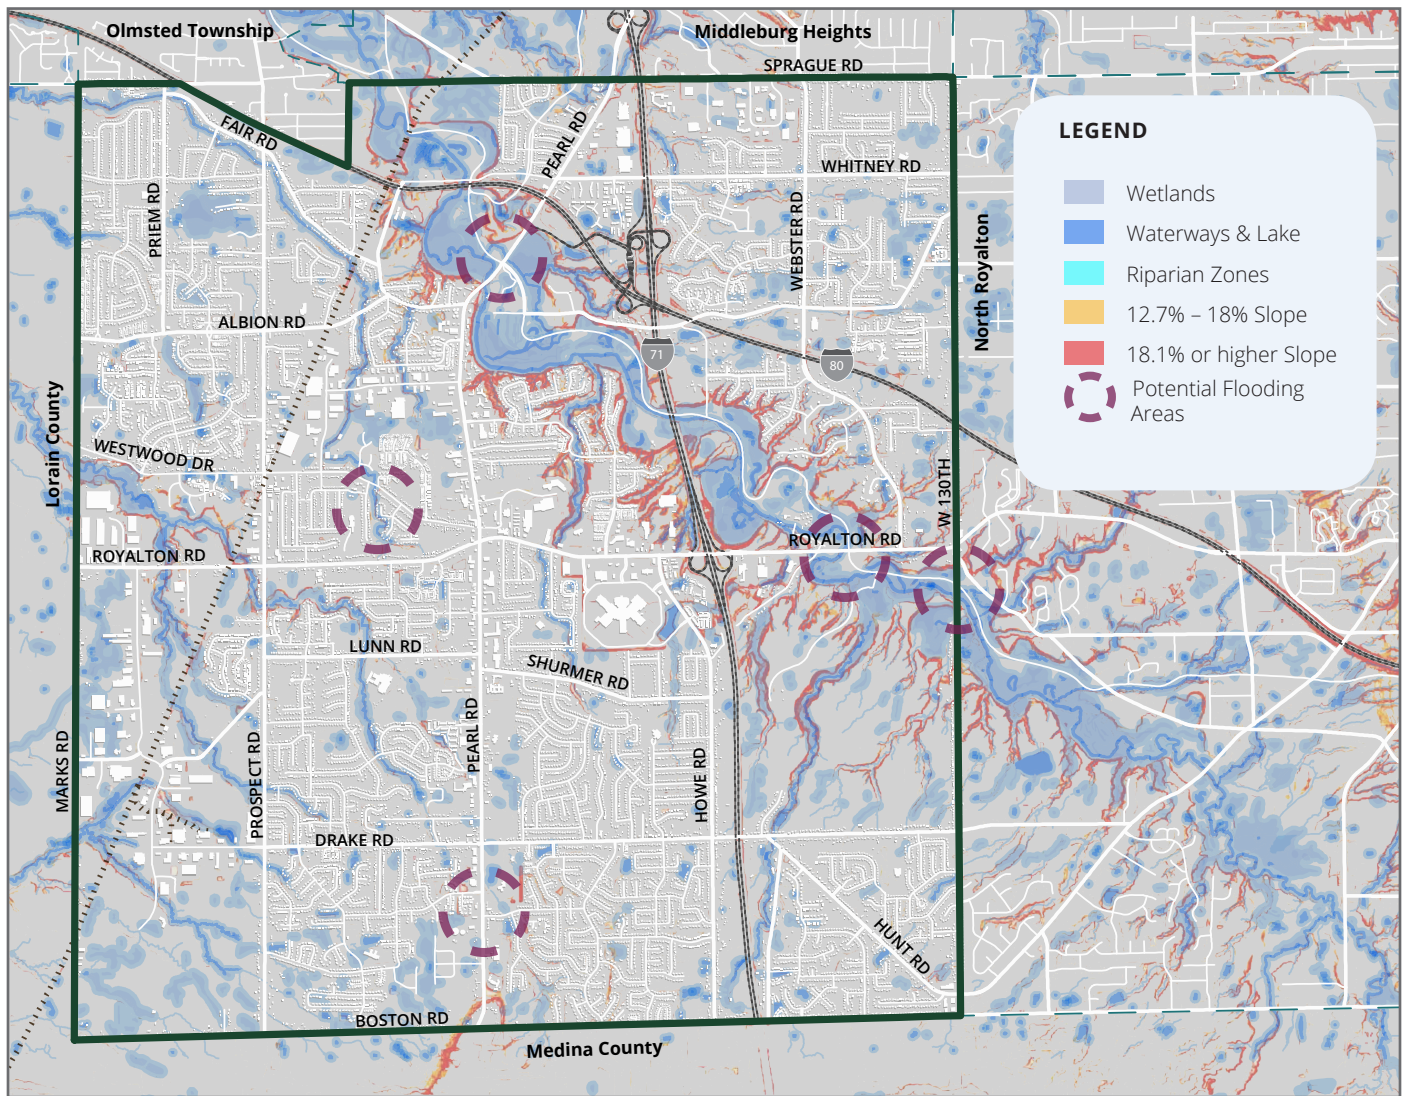 Olmsted Township
Middleburg Heights
SPRAGUE RD
FAIR RD
PEARL RD
WHITNEY RD
PRIEM RD
WEBSTER RD
North Royalton
ALBION RD
71
80
Lorain County
WESTWOOD DR
W 130TH
ROYALTON RD
ROYALTON RD
LUNN RD
SHURMER RD
MARKS RD
PROSPECT RD
PEARL RD
HOWE RD
DRAKE RD
HUNT RD
BOSTON RD
Medina County
LEGEND
Wetlands
Waterways & Lake
Riparian Zones
12.7% – 18% Slope
18.1% or higher Slope
Potential Flooding
Areas